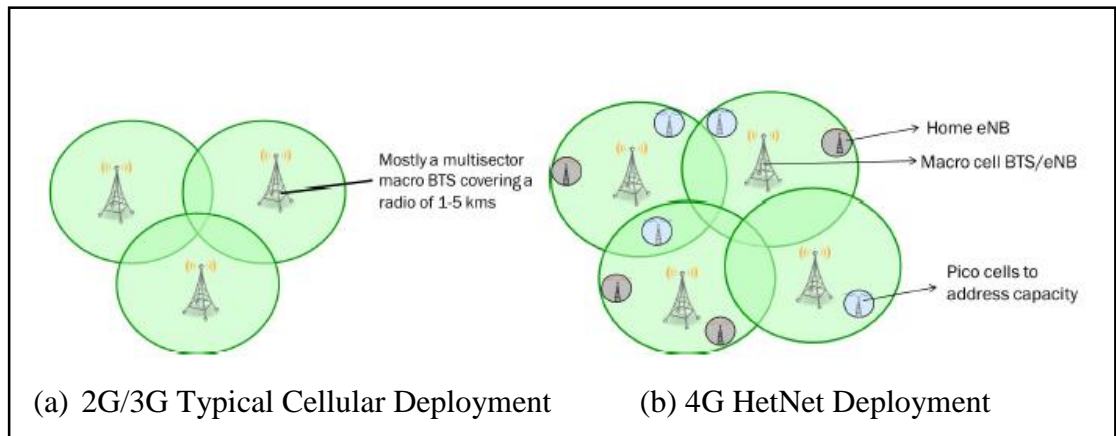 Mostly a multisector
macro BTS covering a
radio of 1-5 kms
Home eNB
Macro cell BTS/eNB
Pico cells to
address capacity
(a) 2G/3G Typical Cellular Deployment
(b) 4G HetNet Deployment